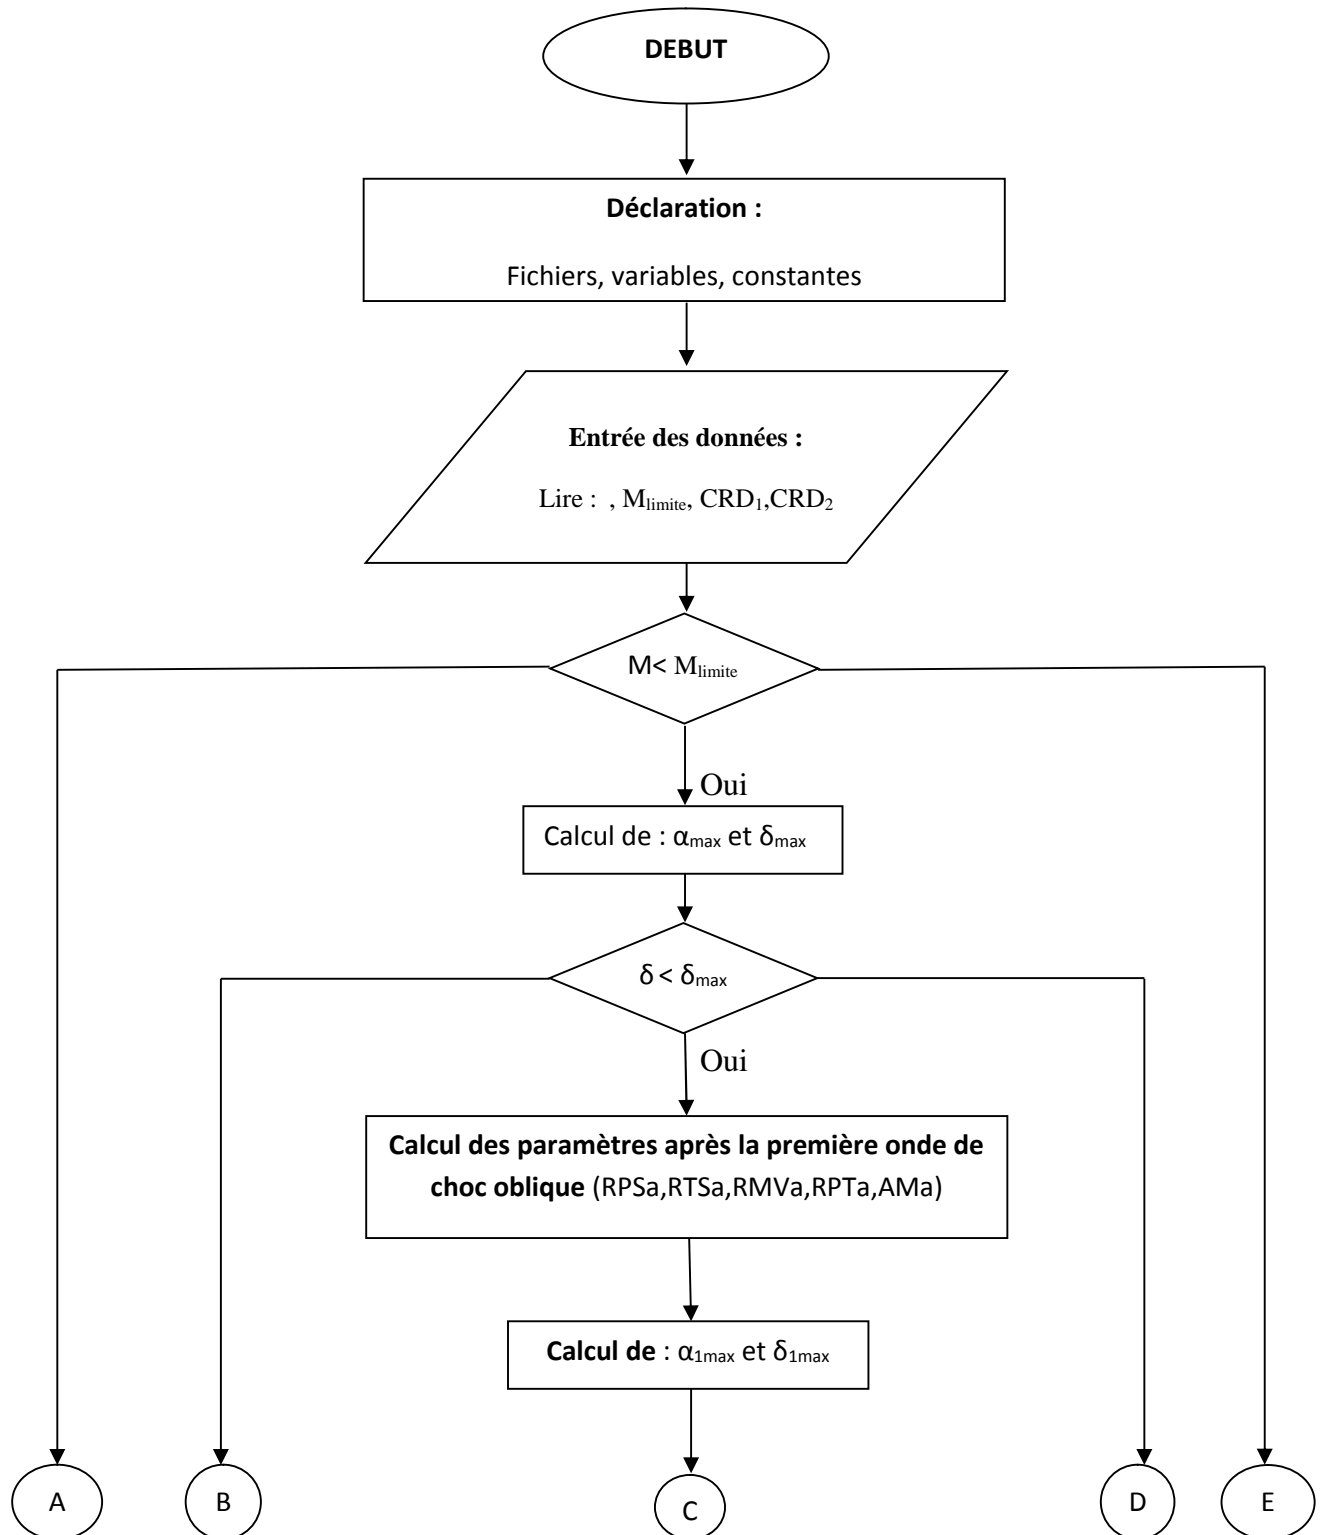 DEBUT
Déclaration :
Fichiers, variables, constantes
Entrée des données :
Lire : , Mlimite, CRD1,CRD2
M< Mlimite
Oui
Calcul de : αmax et δmax
δ < δmax
Oui
Calcul des paramètres après la première onde de
choc oblique (RPSa,RTSa,RMVa,RPTa,AMa)
Calcul de : α1max et δ1max
A
B
C
D
E